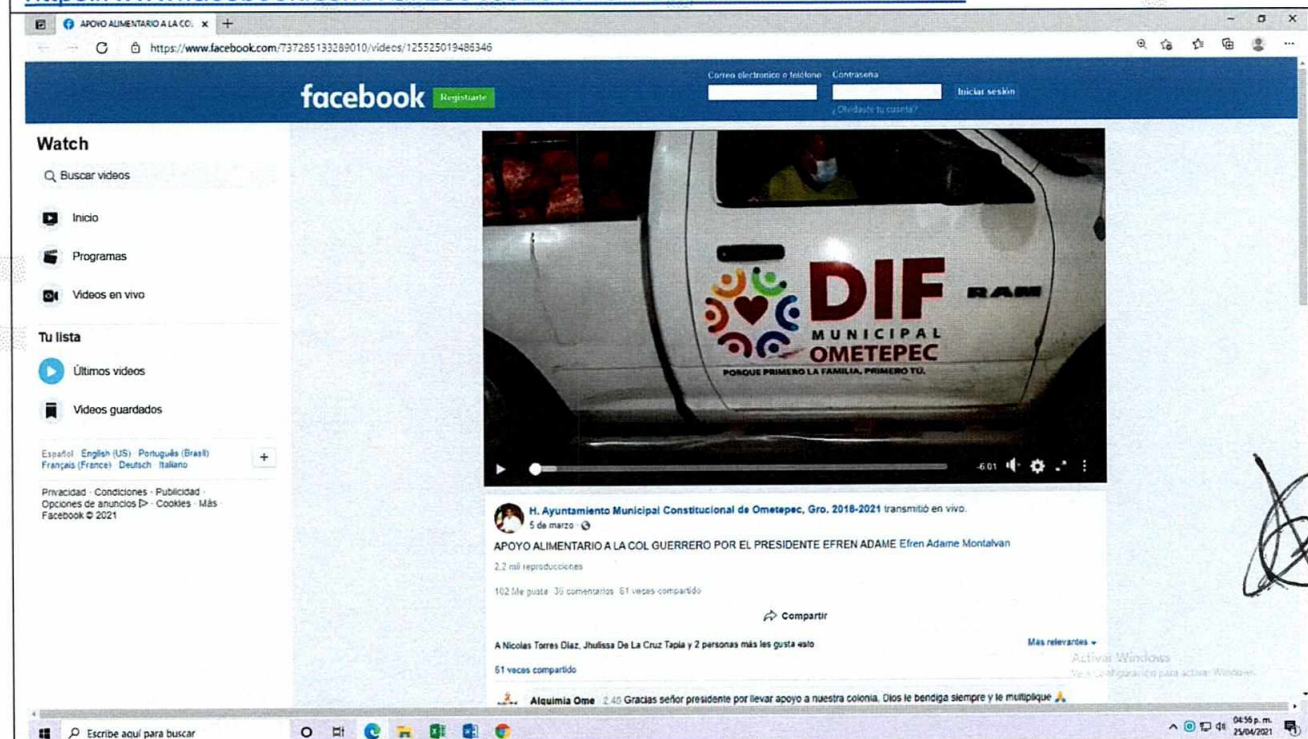 APOYO ALIMENTARIO A LA CO.
https://www.facebook.com/737285133289010/videos/125525019486346
facebook
Registrarte
Correo electrónico o teléfono Contraseña
Iniciar sesión
¿Olvidaste tu cuenta?
Watch
Buscar videos
Inicio
Programas
Videos en vivo
Tu lista
Últimos videos
Videos guardados
Español English (US) Português (Brasil)
Français (France) Deutsch Italiano
Privacidad · Condiciones · Publicidad ·
Opciones de anuncios · Cookies · Más ·
Facebook © 2021
DIF
MUNICIPAL
OMETEPEC
PORQUE PRIMERO LA FAMILIA, PRIMERO TÚ.
RAM
-6:01
H. Ayuntamiento Municipal Constitucional de Ometepec, Gro. 2018-2021 transmitió en vivo.
5 de marzo ·
APOYO ALIMENTARIO A LA COL GUERRERO POR EL PRESIDENTE EFREN ADAME Efren Adame Montalvan
2,2 mil reproducciones
102 Me gusta 36 comentarios 61 veces compartido
Compartir
A Nicolas Torres Diaz, Jhulissa De La Cruz Tapia y 2 personas más les gusta esto
Más relevantes
61 veces compartido
Activar Windows
Alquimia Ome 2:45 Gracias señor presidente por llevar apoyo a nuestra colonia. Dios le bendiga siempre y le multiplique 🙏
Escribe aquí para buscar
04:56 p. m.
25/04/2021